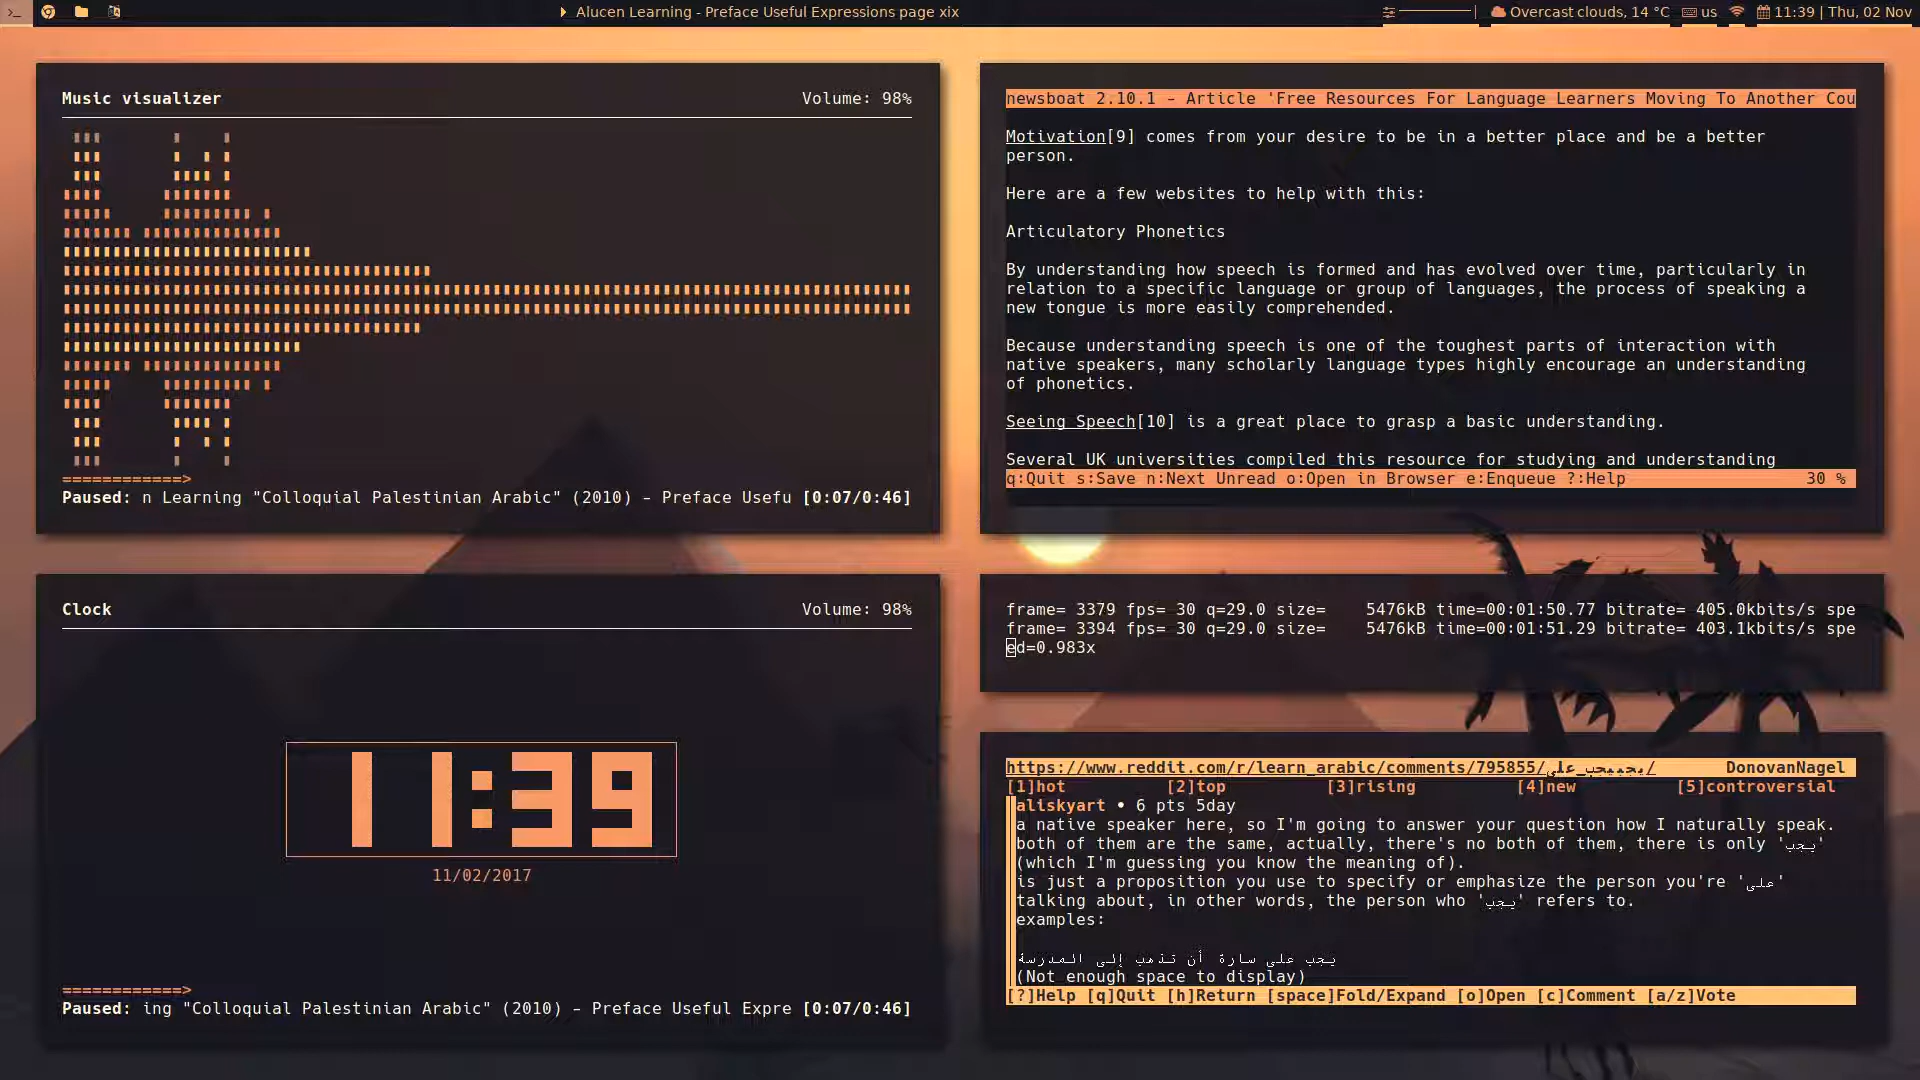 >_ Alucen Learning - Preface Useful Expressions page xix Overcast clouds, 14 °C us 11:39 | Thu, 02 Nov
Music visualizer Volume: 98%
============>
Paused: n Learning "Colloquial Palestinian Arabic" (2010) - Preface Usefu [0:07/0:46]
newsboat 2.10.1 - Article 'Free Resources For Language Learners Moving To Another Cou
Motivation[9] comes from your desire to be in a better place and be a better
person.
Here are a few websites to help with this:
Articulatory Phonetics
By understanding how speech is formed and has evolved over time, particularly in
relation to a specific language or group of languages, the process of speaking a
new tongue is more easily comprehended.
Because understanding speech is one of the toughest parts of interaction with
native speakers, many scholarly language types highly encourage an understanding
of phonetics.
Seeing Speech[10] is a great place to grasp a basic understanding.
Several UK universities compiled this resource for studying and understanding
q:Quit s:Save n:Next Unread o:Open in Browser e:Enqueue ?:Help 30 %
Clock Volume: 98%
11:39
11/02/2017
============>
Paused: ing "Colloquial Palestinian Arabic" (2010) - Preface Useful Expre [0:07/0:46]
frame= 3379 fps= 30 q=29.0 size= 5476kB time=00:01:50.77 bitrate= 405.0kbits/s spe
frame= 3394 fps= 30 q=29.0 size= 5476kB time=00:01:51.29 bitrate= 403.1kbits/s spe
ed=0.983x
https://www.reddit.com/r/learn_arabic/comments/795855/يجبيجب_على/ DonovanNagel
[1]hot [2]top [3]rising [4]new [5]controversial
altskyart • 6 pts 5day
a native speaker here, so I'm going to answer your question how I naturally speak.
both of them are the same, actually, there's no both of them, there is only 'يجب'
(which I'm guessing you know the meaning of).
is just a proposition you use to specify or emphasize the person you're 'على'
talking about, in other words, the person who 'يجب' refers to.
examples:
يجب على سارة أن تذهب إلى المدرسة
(Not enough space to display)
[?]Help [q]Quit [h]Return [space]Fold/Expand [o]Open [c]Comment [a/z]Vote